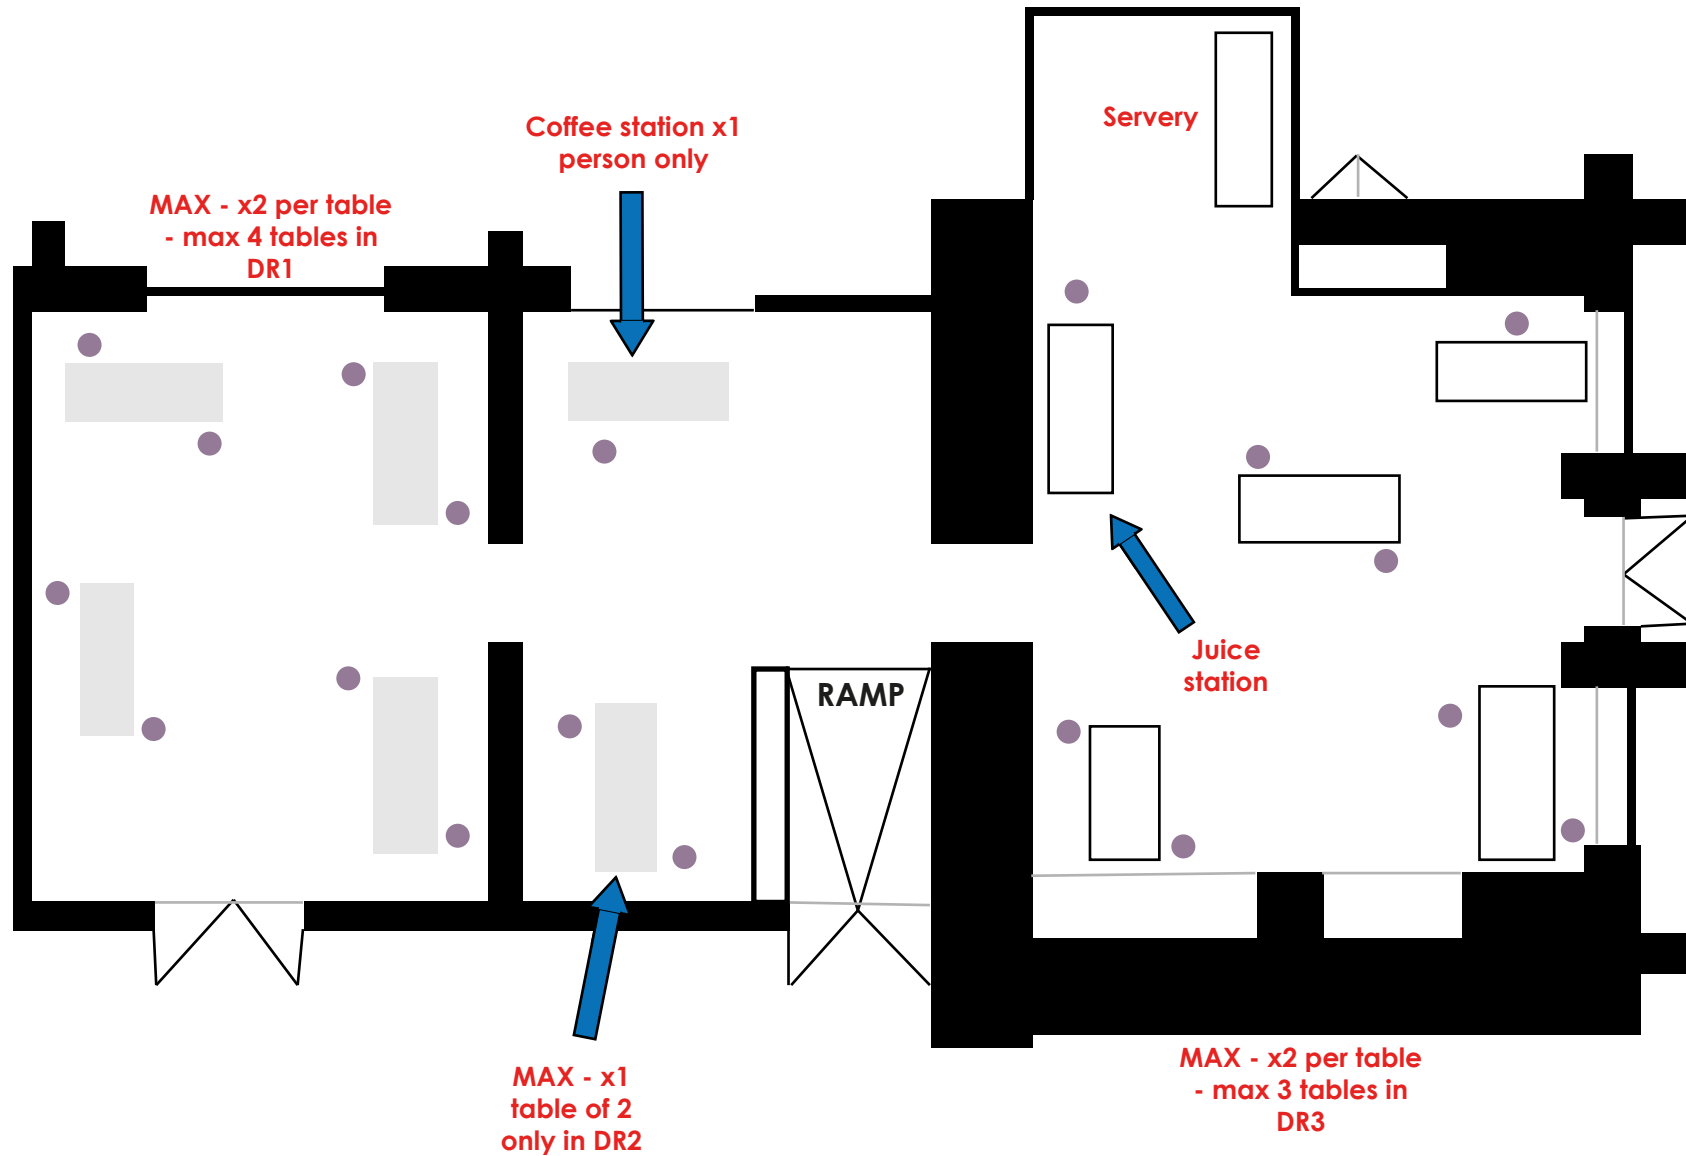 Servery
Coffee station x1
person only
MAX - x2 per table
- max 4 tables in
DR1
Juice
station
RAMP
MAX - x1
table of 2
only in DR2
MAX - x2 per table
- max 3 tables in
DR3